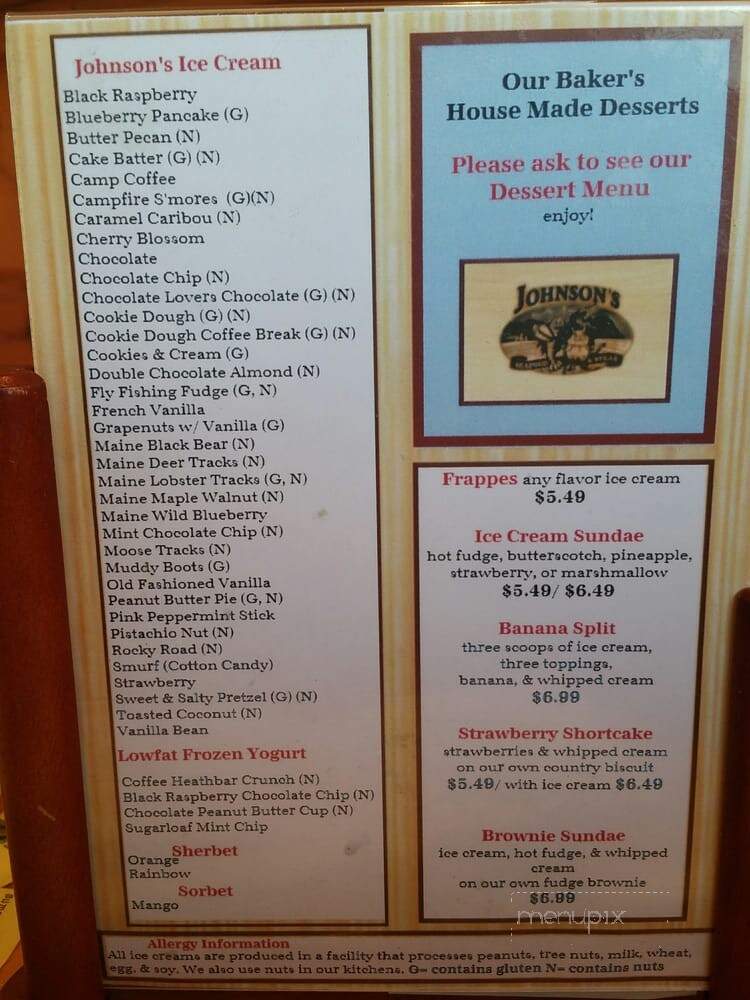 Johnson's Ice Cream
Black Raspberry
Blueberry Pancake (G)
Butter Pecan (N)
Cake Batter (G) (N)
Camp Coffee
Campfire S'mores (G)(N)
Caramel Caribou (N)
Cherry Blossom
Chocolate
Chocolate Chip (N)
Chocolate Lovers Chocolate (G) (N)
Cookie Dough (G) (N)
Cookie Dough Coffee Break (G) (N)
Cookies & Cream (G)
Double Chocolate Almond (N)
Fly Fishing Fudge (G, N)
French Vanilla
Grapenuts w/ Vanilla (G)
Maine Black Bear (N)
Maine Deer Tracks (N)
Maine Lobster Tracks (G, N)
Maine Maple Walnut (N)
Maine Wild Blueberry
Mint Chocolate Chip (N)
Moose Tracks (N)
Muddy Boots (G)
Old Fashioned Vanilla
Peanut Butter Pie (G, N)
Pink Peppermint Stick
Pistachio Nut (N)
Rocky Road (N)
Smurf (Cotton Candy)
Strawberry
Sweet & Salty Pretzel (G) (N)
Toasted Coconut (N)
Vanilla Bean
Lowfat Frozen Yogurt
Coffee Heathbar Crunch (N)
Black Raspberry Chocolate Chip (N)
Chocolate Peanut Butter Cup (N)
Sugarloaf Mint Chip
Sherbet
Orange
Rainbow
Sorbet
Mango
Our Baker's
House Made Desserts
Please ask to see our
Dessert Menu
enjoy!
JOHNSON'S
Frappes any flavor ice cream
$5.49
Ice Cream Sundae
hot fudge, butterscotch, pineapple,
strawberry, or marshmallow
$5.49/ $6.49
Banana Split
three scoops of ice cream,
three toppings,
banana, & whipped cream
$6.99
Strawberry Shortcake
strawberries & whipped cream
on our own country biscuit
$5.49/ with ice cream $6.49
Brownie Sundae
ice cream, hot fudge, & whipped
cream
on our own fudge brownie
$6.99
menupix
Allergy Information
All ice creams are produced in a facility that processes peanuts, tree nuts, milk, wheat,
egg, & soy. We also use nuts in our kitchens. G= contains gluten N= contains nuts